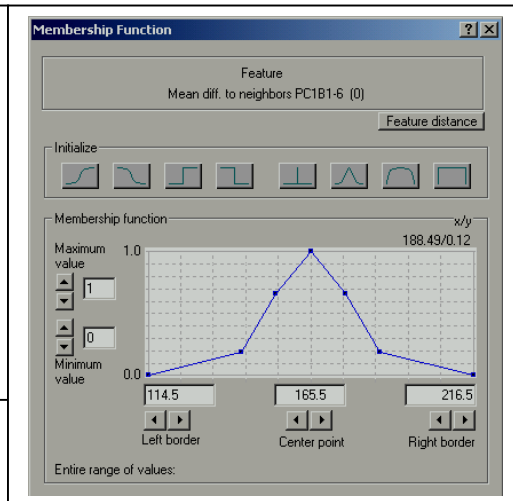 Membership Function
Feature
Mean diff. to neighbors PC1B1-6 (0)
Feature distance
Initialize
Membership function
x/y
188.49/0.12
Maximum
value
1.0
1
0
Minimum
value
0.0
114.5 165.5 216.5
Left border Center point Right border
Entire range of values: